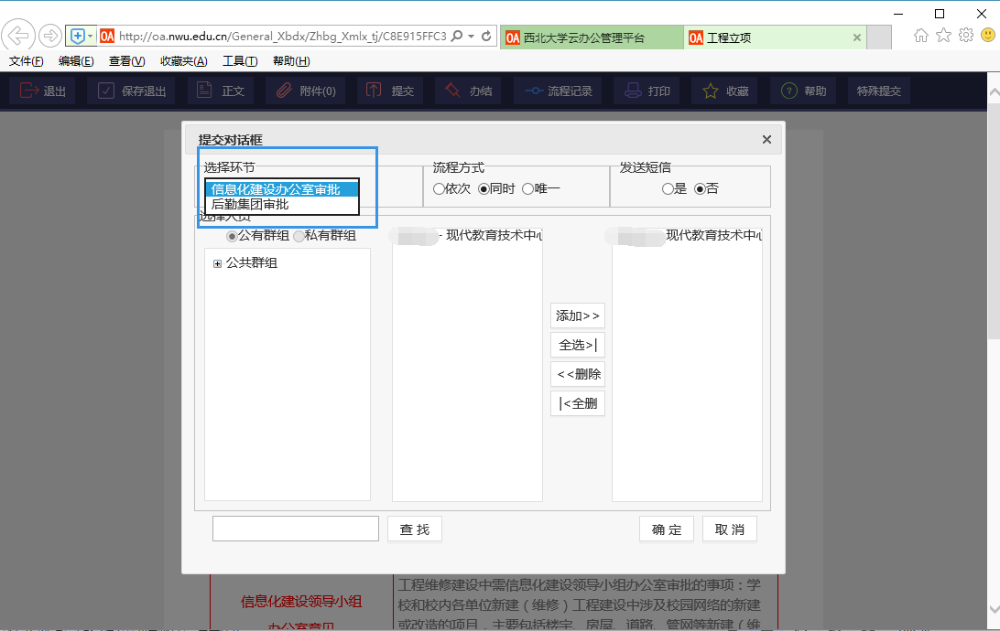 http://oa.nwu.edu.cn/General_Xbdx/Zhbg_Xmlx_tj/C8E915FFC3
OA 西北大学云办公管理平台
OA 工程立项
文件(F) 编辑(E) 查看(V) 收藏夹(A) 工具(T) 帮助(H)
退出 保存退出 正文 附件(0) 提交 办结 流程记录 打印 收藏 帮助 特殊提交
提交对话框
选择环节 流程方式 发送短信
信息化建设办公室审批 依次 同时 唯一 是 否
后勤集团审批
选择人员
公有群组 私有群组 - 现代教育技术中心 现代教育技术中心
公共群组
添加>>
全选>|
<<删除
|<全删
查 找 确 定 取 消
工程维修建设中需信息化建设领导小组办公室审批的事项：学
信息化建设领导小组 校和校内各单位新建（维修）工程建设中涉及校园网络的新建
办公室意见 或改造的项目，主要包括楼宇、房屋、道路、管网等新建（维